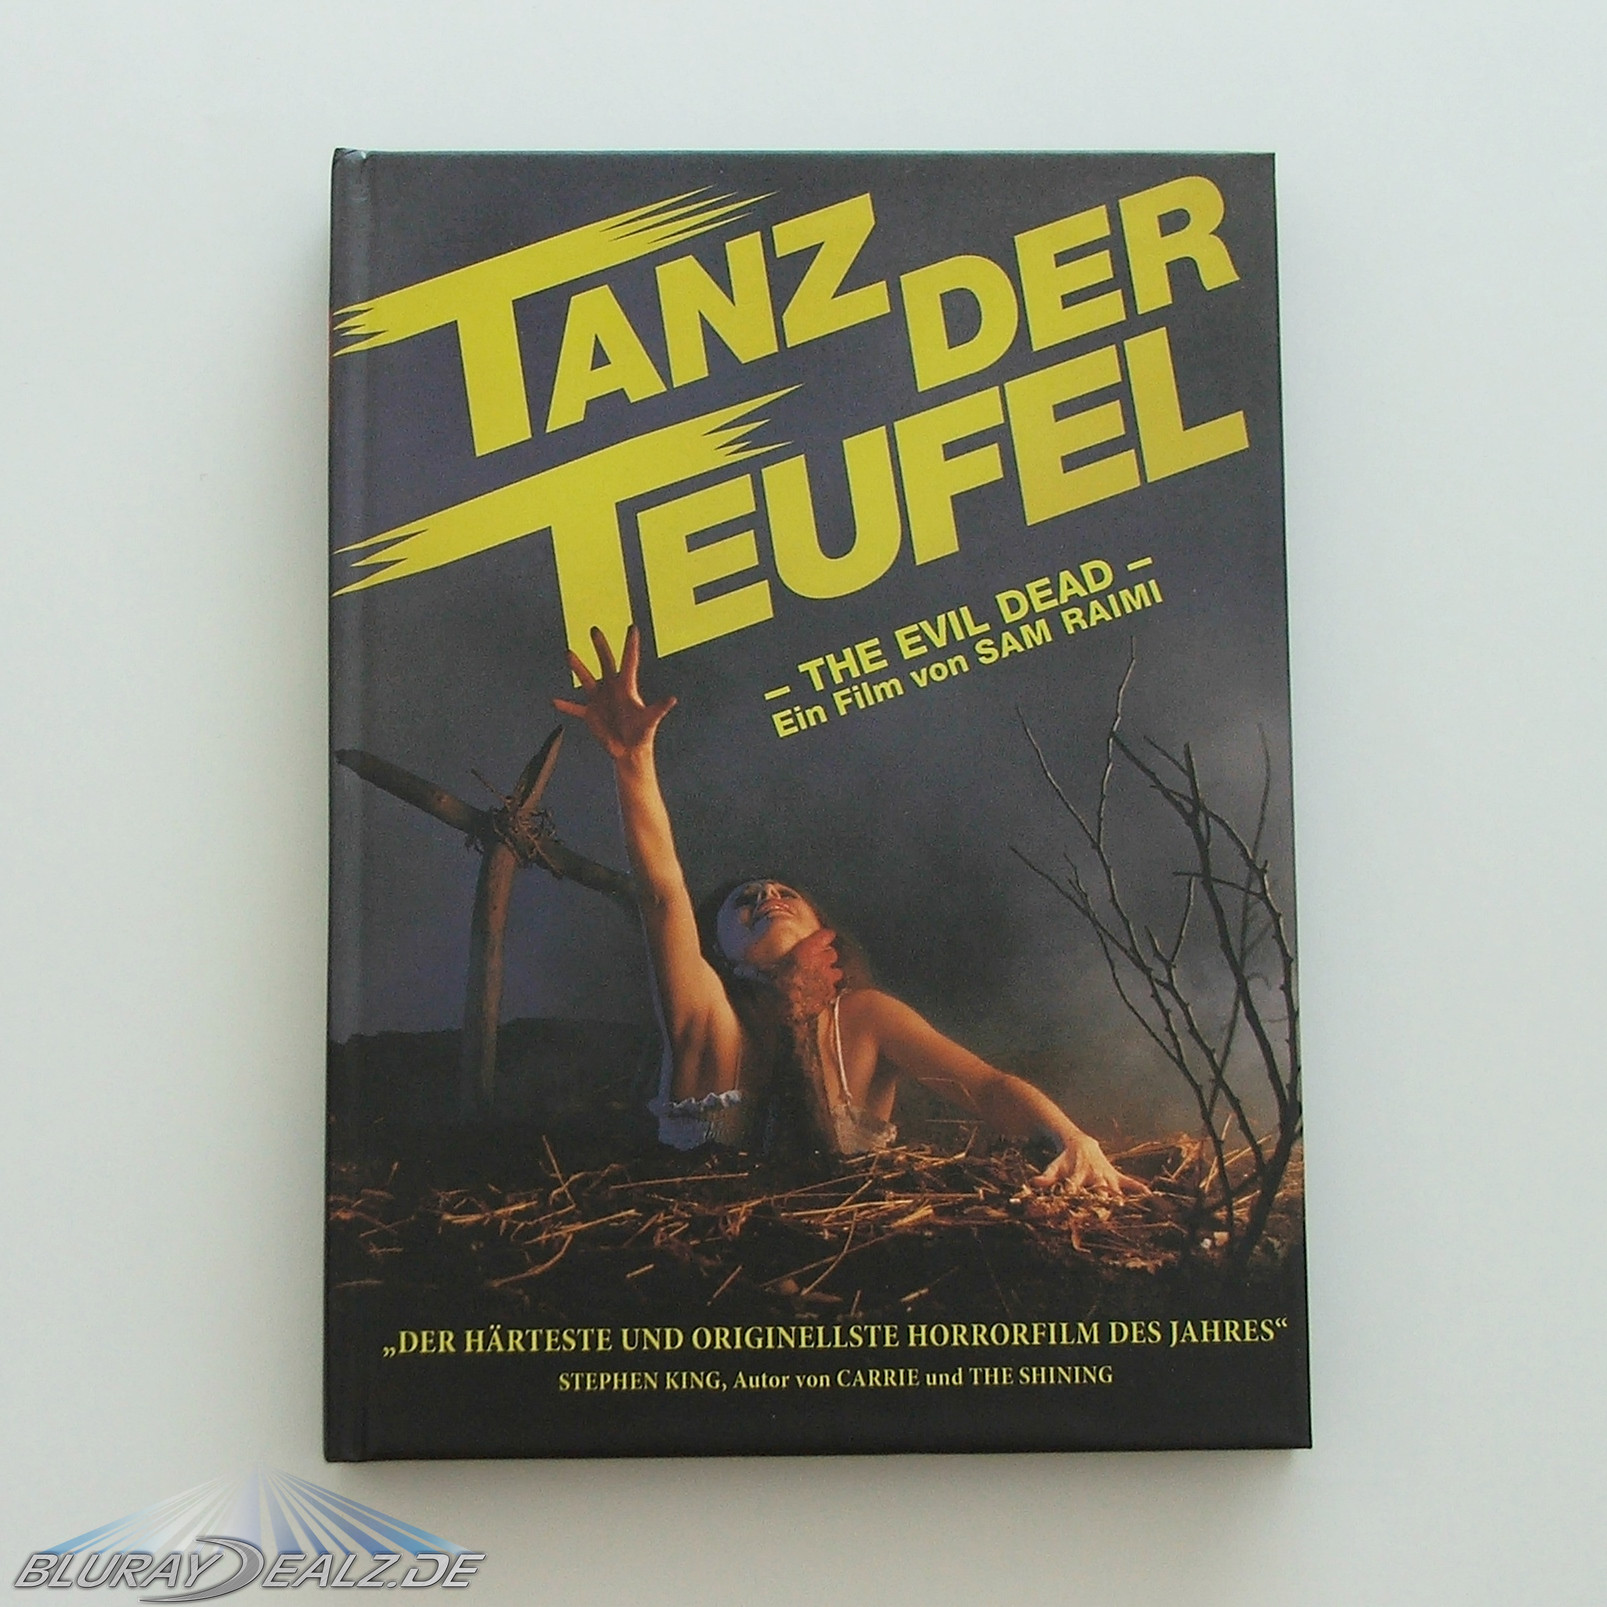 TANZ DER
TEUFEL
– THE EVIL DEAD –
Ein Film von SAM RAIMI
„DER HÄRTESTE UND ORIGINELLSTE HORRORFILM DES JAHRES“
STEPHEN KING, Autor von CARRIE und THE SHINING
BLURAYDEALZ.DE